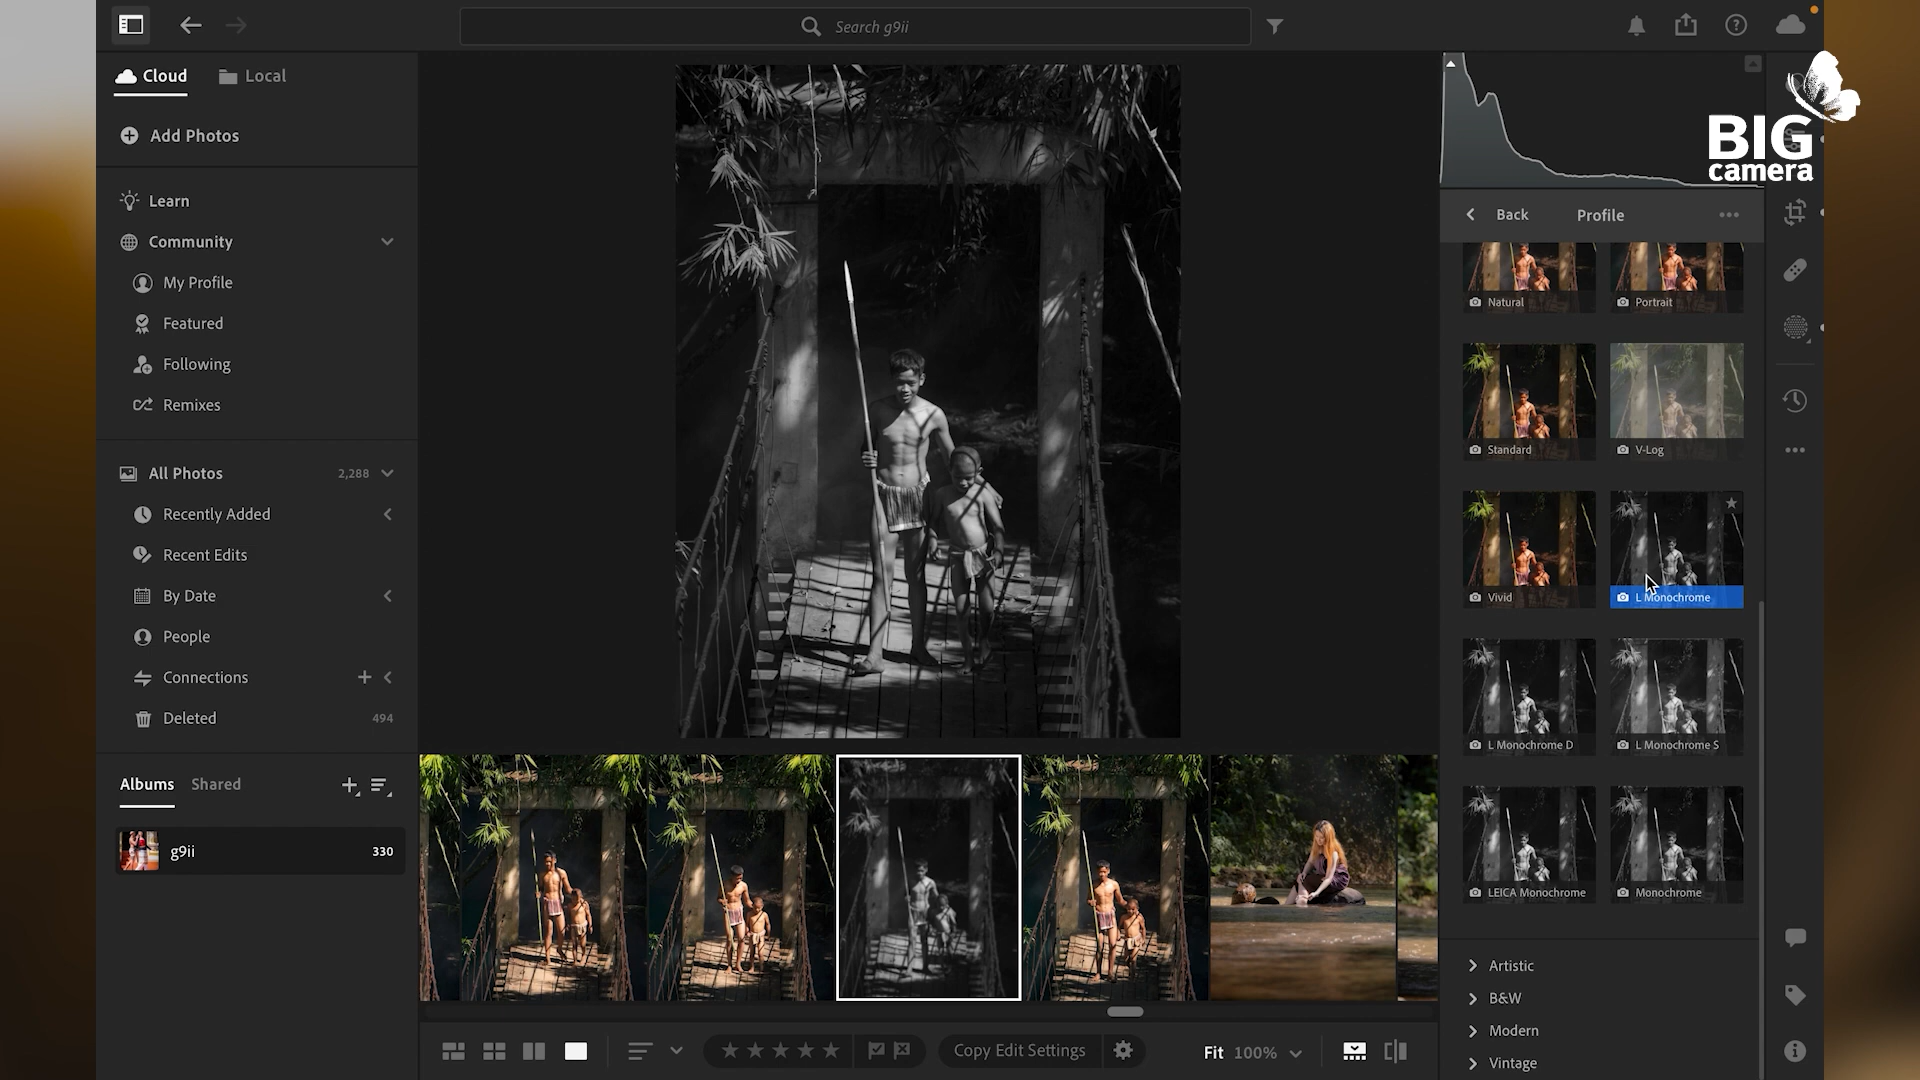 Search g9ii
Cloud
Local
Add Photos
Learn
Community
My Profile
Featured
Following
Remixes
All Photos
2,288
Recently Added
Recent Edits
By Date
People
Connections
Deleted
494
Albums
Shared
g9ii
330
BIG
camera
Back
Profile
Natural
Portrait
Standard
V-Log
Vivid
L Monochrome
L Monochrome D
L Monochrome S
LEICA Monochrome
Monochrome
Artistic
B&W
Modern
Vintage
Copy Edit Settings
Fit
100%